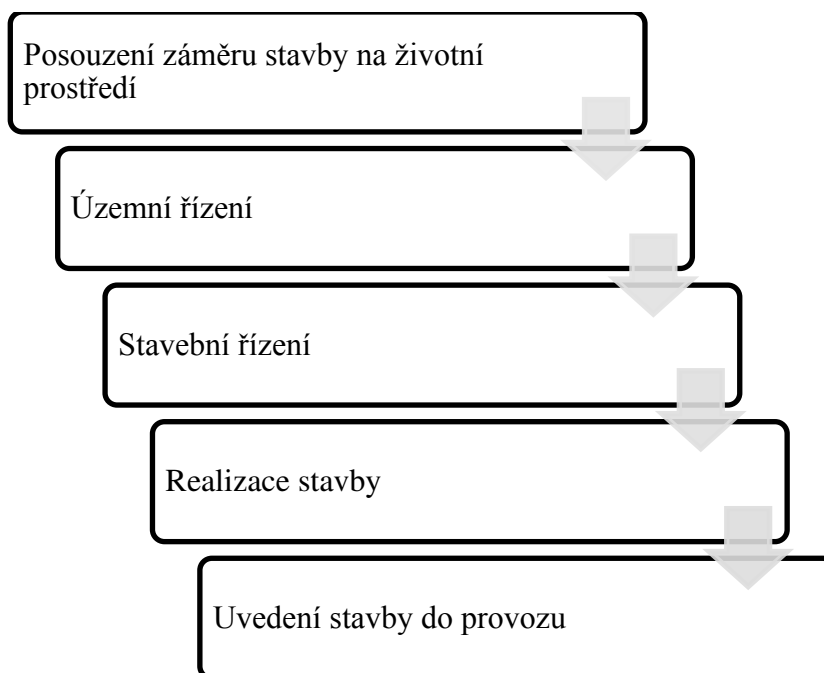 Posouzení záměru stavby na životní
prostředí
Územní řízení
Stavební řízení
Realizace stavby
Uvedení stavby do provozu